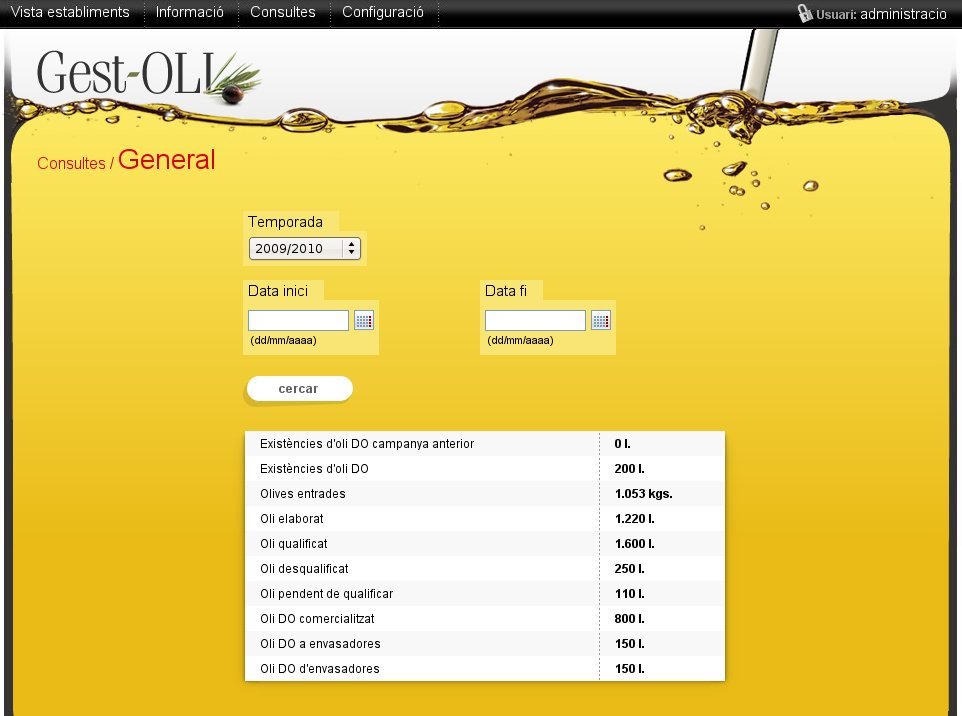 Vista establiments Informació Consultes Configuració Usuari: administracio
Gest-OLI
Consultes / General
Temporada
2009/2010
Data inici Data fi
(dd/mm/aaaa) (dd/mm/aaaa)
cercar
Existències d'oli DO campanya anterior 0 l.
Existències d'oli DO 200 l.
Olives entrades 1.053 kgs.
Oli elaborat 1.220 l.
Oli qualificat 1.600 l.
Oli desqualificat 250 l.
Oli pendent de qualificar 110 l.
Oli DO comercialitzat 800 l.
Oli DO a envasadores 150 l.
Oli DO d'envasadores 150 l.